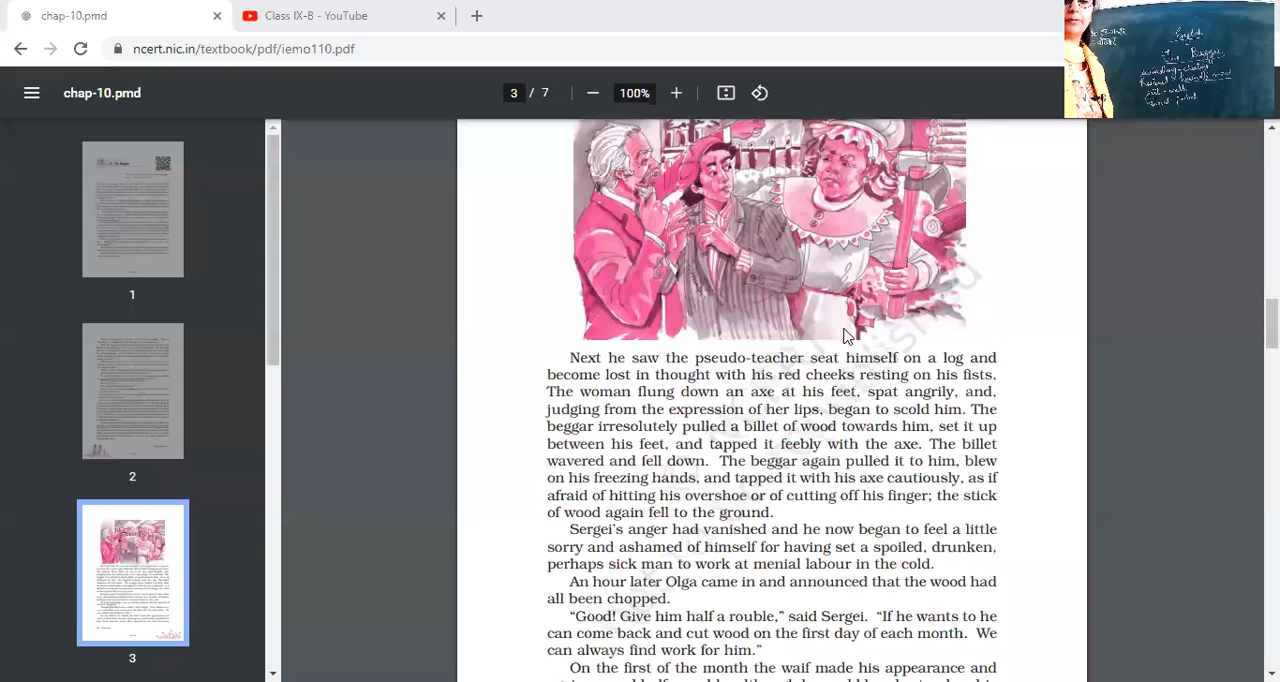 chap-10.pmd
Class IX-B - YouTube
ncert.nic.in/textbook/pdf/iemo110.pdf
English
The Beggar
chap-10.pmd
3 / 7
100%
1
2
3
Next he saw the pseudo-teacher seat himself on a log and
become lost in thought with his red cheeks resting on his fists.
The woman flung down an axe at his feet, spat angrily, and,
judging from the expression of her lips, began to scold him. The
beggar irresolutely pulled a billet of wood towards him, set it up
between his feet, and tapped it feebly with the axe. The billet
wavered and fell down. The beggar again pulled it to him, blew
on his freezing hands, and tapped it with his axe cautiously, as if
afraid of hitting his overshoe or of cutting off his finger; the stick
of wood again fell to the ground.
Sergei's anger had vanished and he now began to feel a little
sorry and ashamed of himself for having set a spoiled, drunken,
perhaps sick man to work at menial labour in the cold.
An hour later Olga came in and announced that the wood had
all been chopped.
“Good! Give him half a rouble,” said Sergei. “If he wants to he
can come back and cut wood on the first day of each month. We
can always find work for him.”
On the first of the month the waif made his appearance and